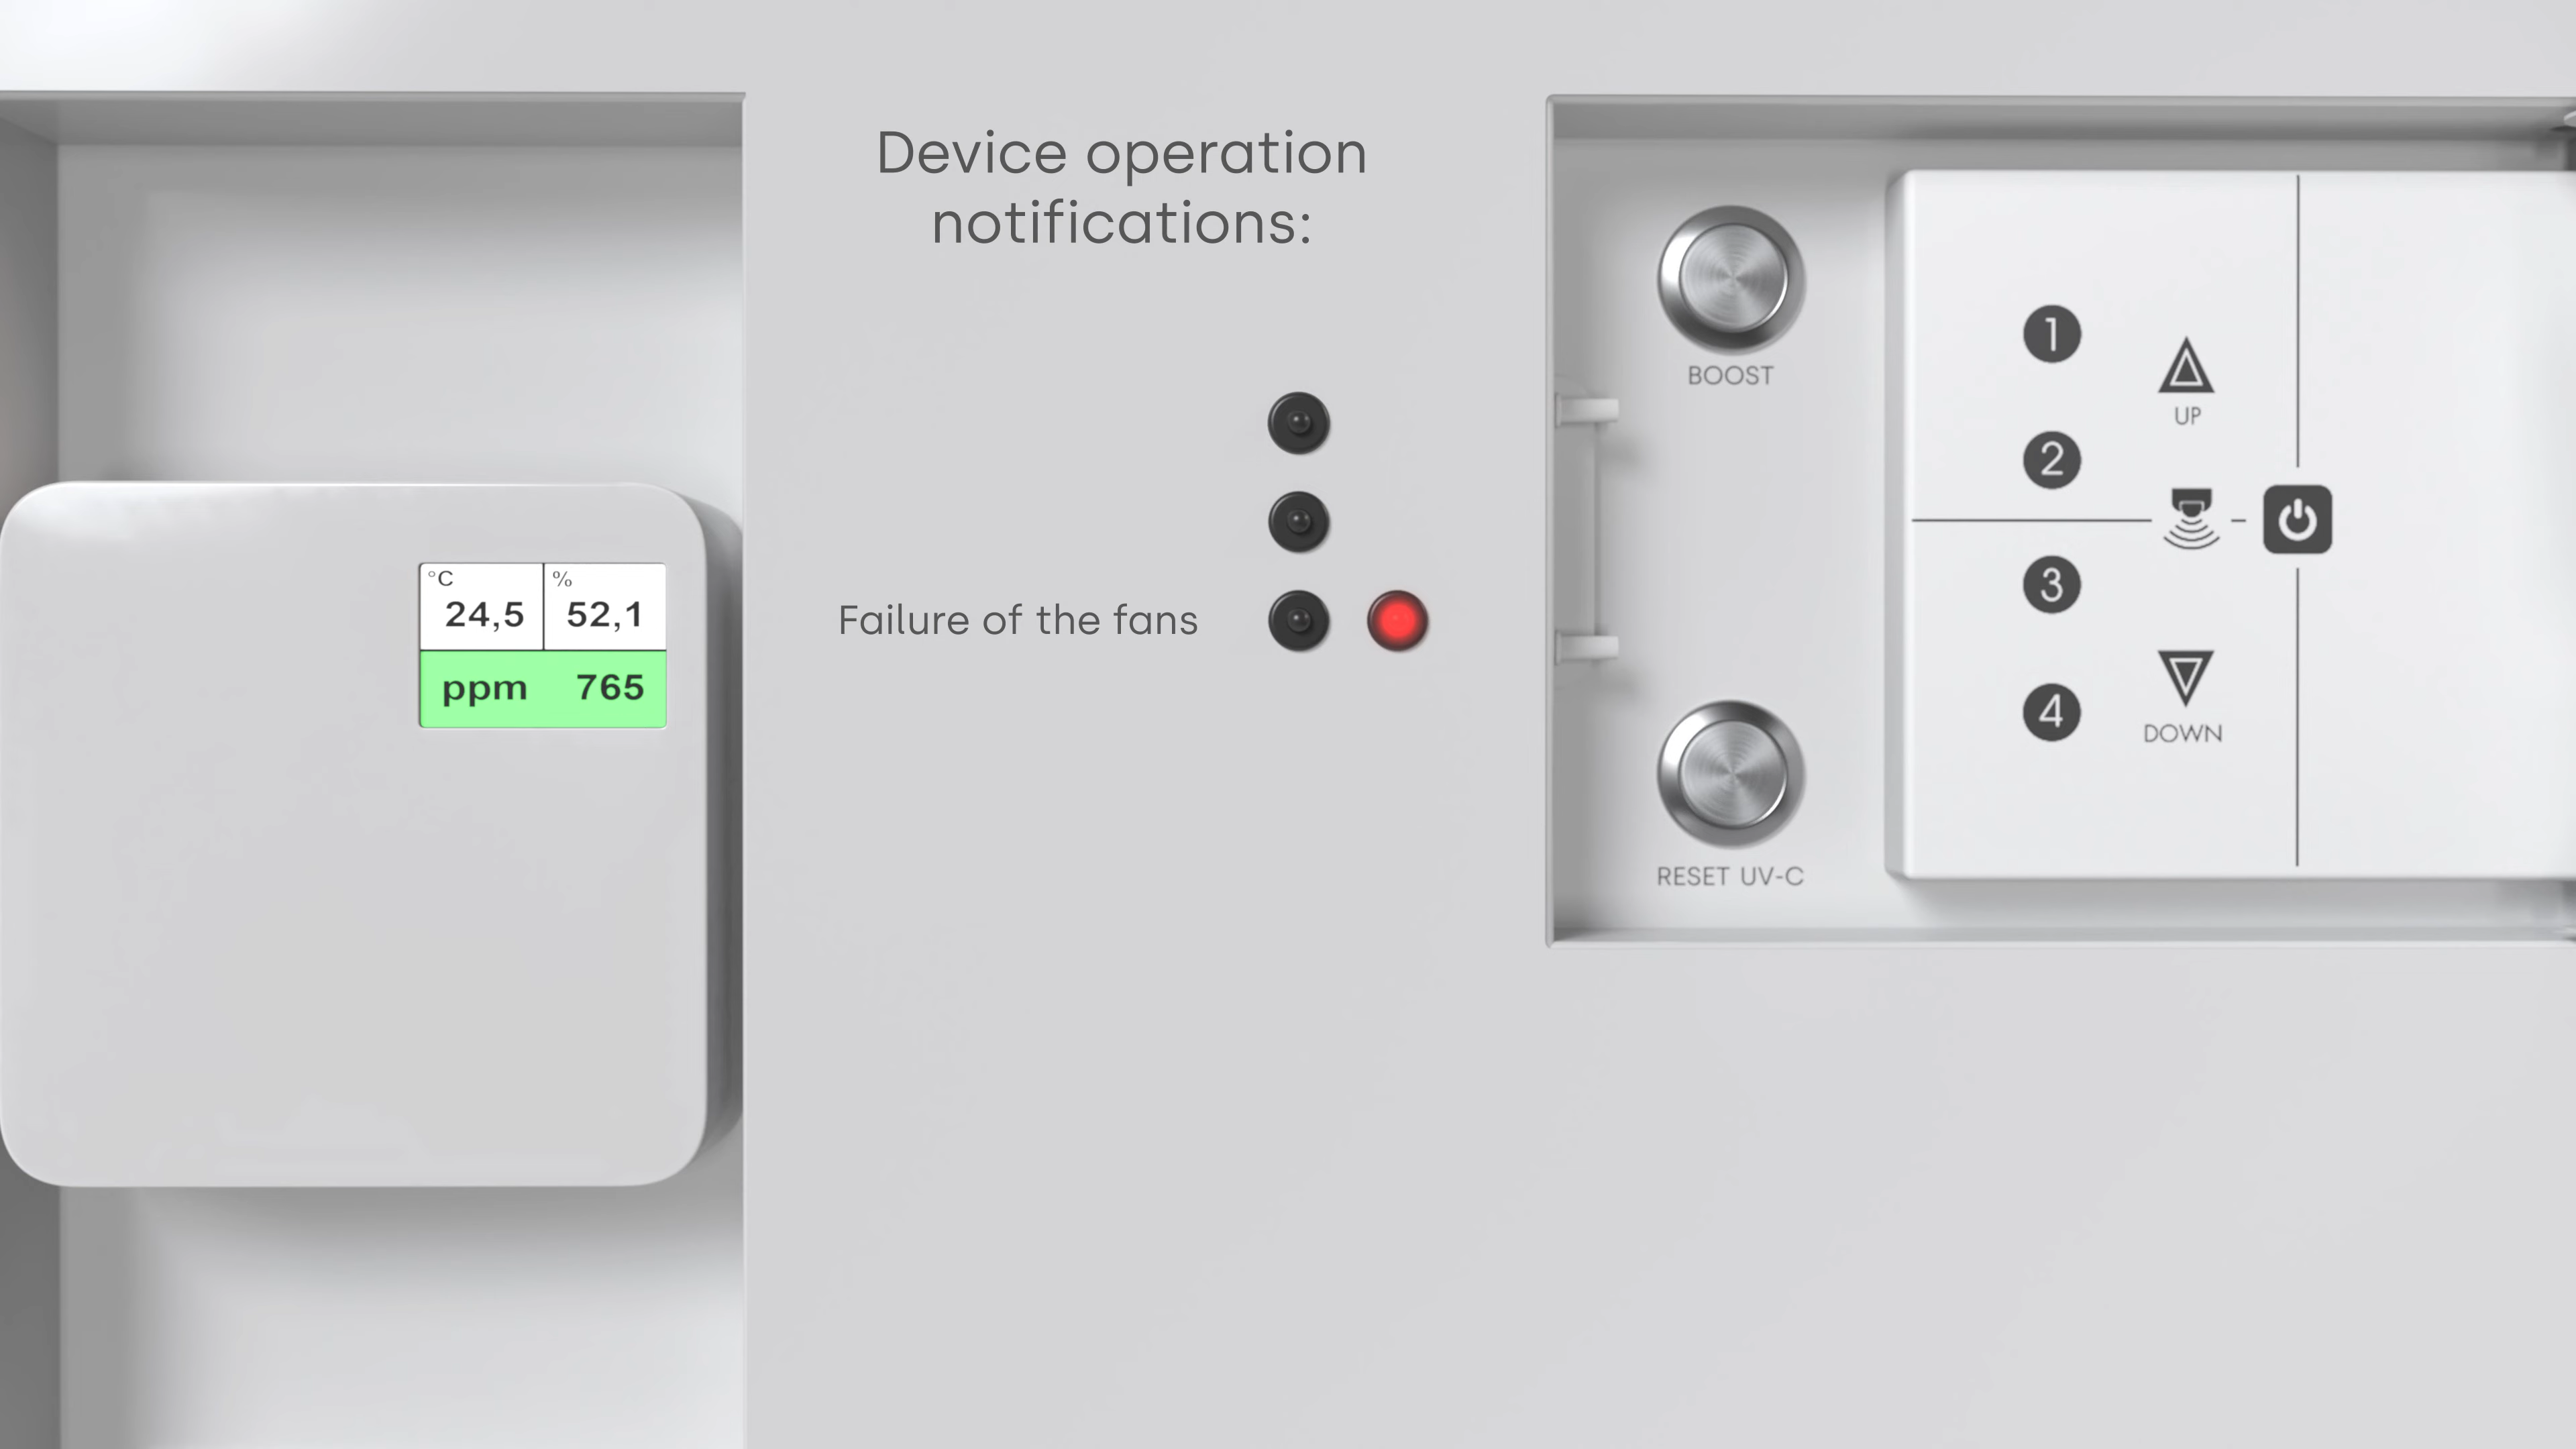 Device operation
notifications:
°C
24,5
%
52,1
ppm 765
Failure of the fans
BOOST
RESET UV-C
1
2
3
4
UP
DOWN